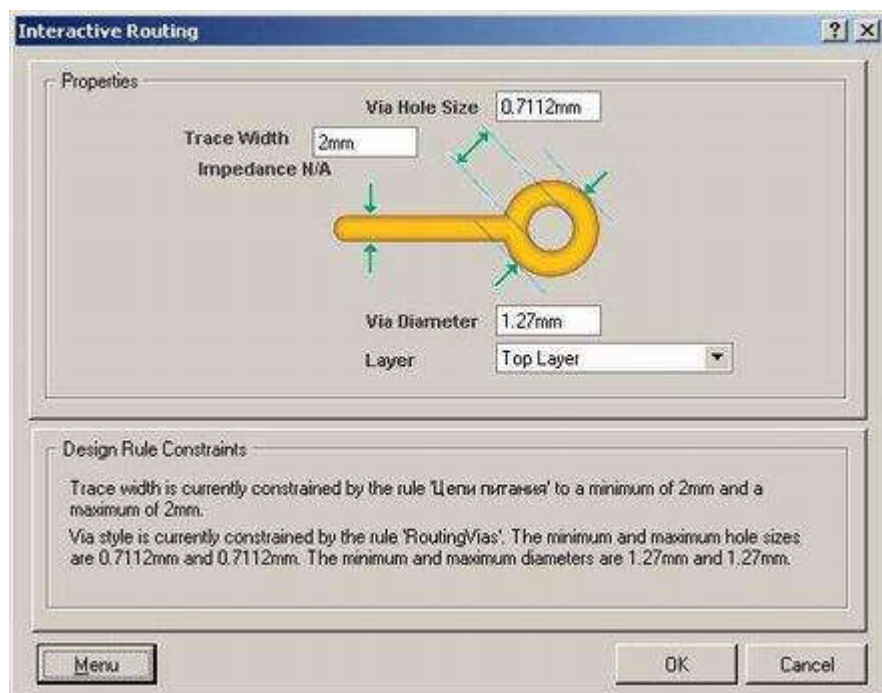 Interactive Routing
Properties
Via Hole Size 0.7112mm
Trace Width 2mm
Impedance N/A
Via Diameter 1.27mm
Layer Top Layer
Design Rule Constraints
Trace width is currently constrained by the rule 'Цепи питания' to a minimum of 2mm and a
maximum of 2mm.
Via style is currently constrained by the rule 'RoutingVias'. The minimum and maximum hole sizes
are 0.7112mm and 0.7112mm. The minimum and maximum diameters are 1.27mm and 1.27mm.
Menu OK Cancel